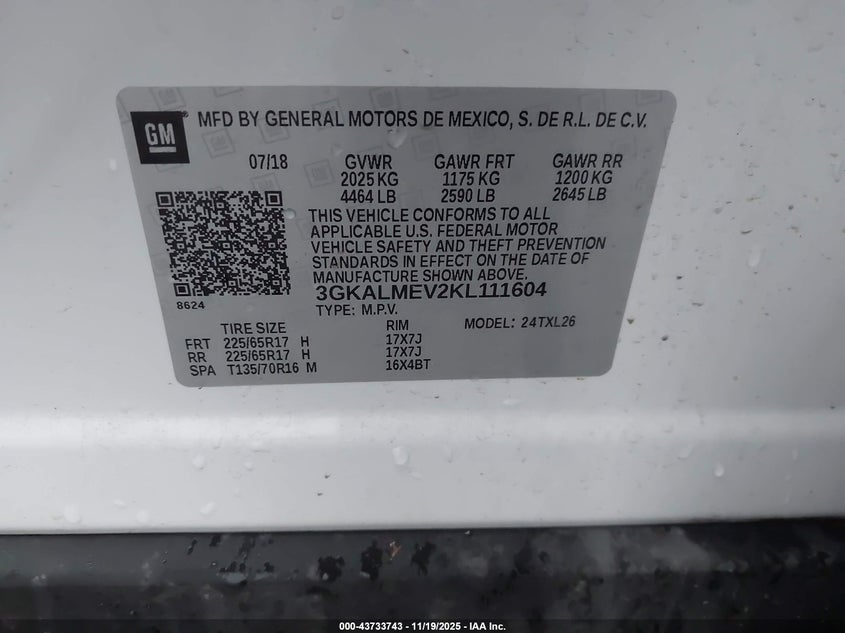 GM
MFD BY GENERAL MOTORS DE MEXICO, S. DE R.L. DE C.V.
07/18 GVWR GAWR FRT GAWR RR
2025 KG 1175 KG 1200 KG
4464 LB 2590 LB 2645 LB
THIS VEHICLE CONFORMS TO ALL
APPLICABLE U.S. FEDERAL MOTOR
VEHICLE SAFETY AND THEFT PREVENTION
STANDARDS IN EFFECT ON THE DATE OF
MANUFACTURE SHOWN ABOVE.
8624
3GKALMEV2KL111604
TYPE: M.P.V. MODEL: 24TXL26
TIRE SIZE RIM
FRT 225/65R17 H 17X7J
RR 225/65R17 H 17X7J
SPA T135/70R16 M 16X4BT
000-43733743 - 11/19/2025 - IAA Inc.